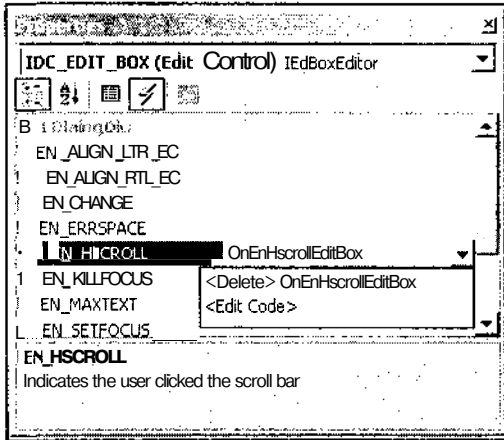 IDC_EDIT_BOX (Edit Control) IEdBoxEditor
EN_ALIGN_LTR_EC
EN_ALIGN_RTL_EC
EN_CHANGE
EN_ERRSPACE
OnEnHscrollEditBox
EN_KILLFOCUS
<Delete> OnEnHscrollEditBox
EN_MAXTEXT
<Edit Code>
EN_SETFOCUS
EN_HSCROLL
Indicates the user clicked the scroll bar